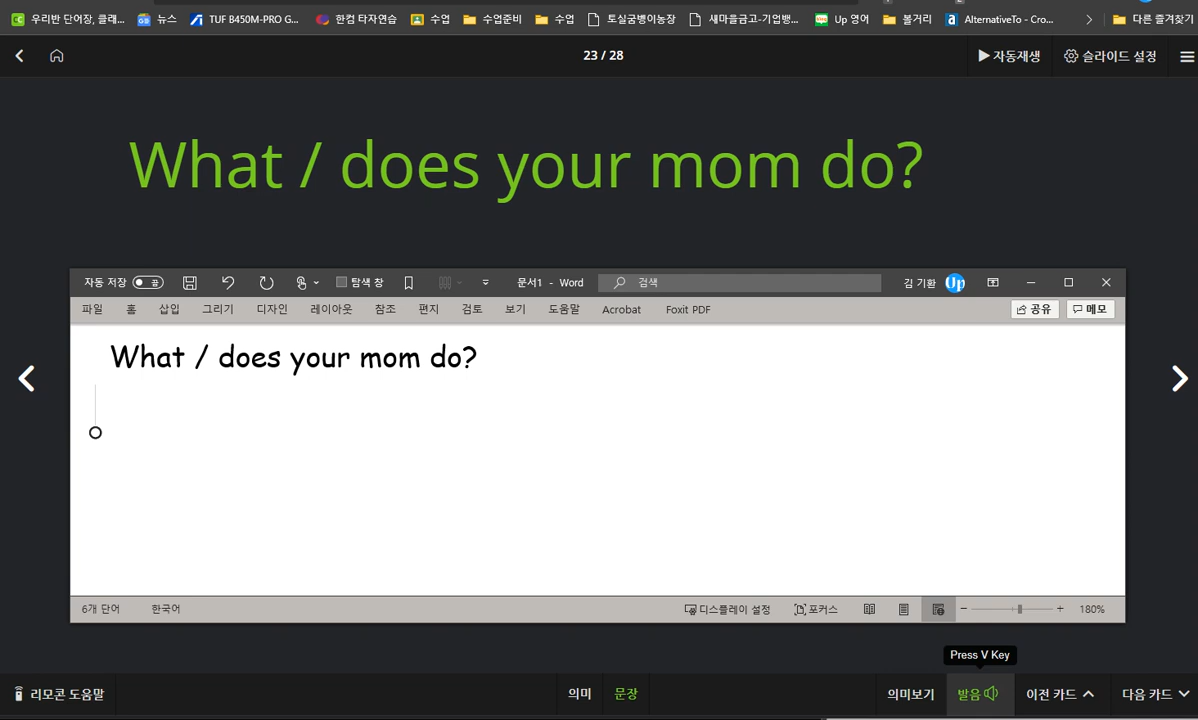 우리반 단어장, 클래... 뉴스 TUF B450M-PRO G... 한컴 타자연습 수업 수업준비 수업 토실굼벵이농장 새마을금고-기업뱅... Up 영어 볼거리 AlternativeTo - Cro... 다른 즐겨찾기
23 / 28 자동재생 슬라이드 설정
What / does your mom do?
자동 저장 끔 탐색 창 문서1 - Word 검색 김 기환 Up
파일 홈 삽입 그리기 디자인 레이아웃 참조 편지 검토 보기 도움말 Acrobat Foxit PDF 공유 메모
What / does your mom do?
6개 단어 한국어 디스플레이 설정 포커스 180%
Press V Key
리모콘 도움말 의미 문장 의미보기 발음 이전 카드 다음 카드